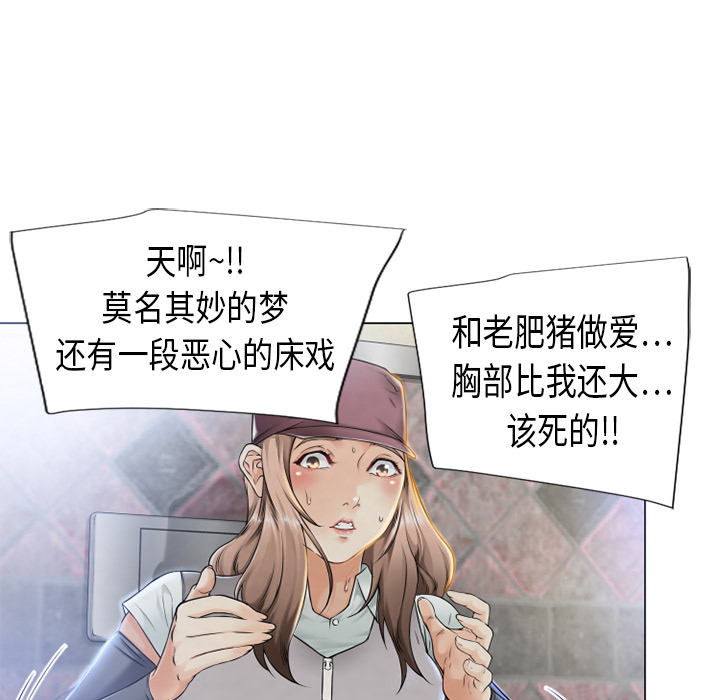 天啊~!!
莫名其妙的梦
还有一段恶心的床戏
和老肥猪做爱...
胸部比我还大...
该死的!!